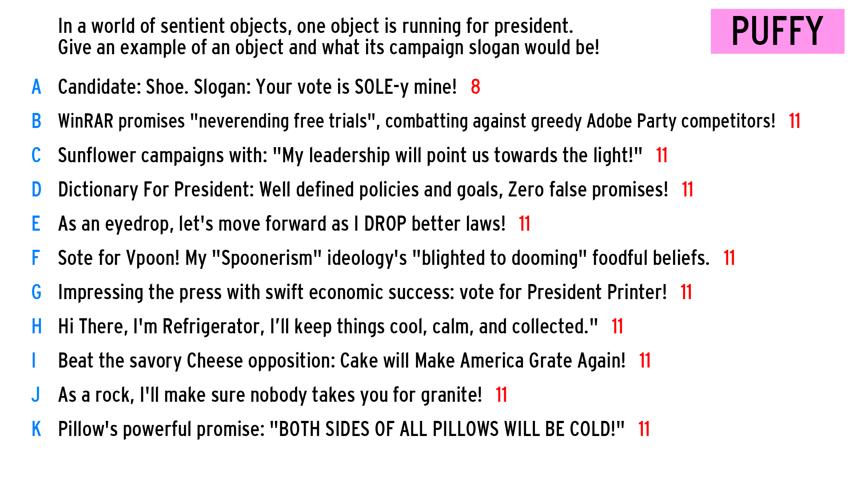 In a world of sentient objects, one object is running for president.
Give an example of an object and what its campaign slogan would be!
PUFFY
A Candidate: Shoe. Slogan: Your vote is SOLE-y mine! 8
B WinRAR promises "neverending free trials", combatting against greedy Adobe Party competitors! 11
C Sunflower campaigns with: "My leadership will point us towards the light!" 11
D Dictionary For President: Well defined policies and goals, Zero false promises! 11
E As an eyedrop, let's move forward as I DROP better laws! 11
F Sote for Vpoon! My "Spoonerism" ideology's "blighted to dooming" foodful beliefs. 11
G Impressing the press with swift economic success: vote for President Printer! 11
H Hi There, I'm Refrigerator, I’ll keep things cool, calm, and collected." 11
I Beat the savory Cheese opposition: Cake will Make America Grate Again! 11
J As a rock, I'll make sure nobody takes you for granite! 11
K Pillow's powerful promise: "BOTH SIDES OF ALL PILLOWS WILL BE COLD!" 11